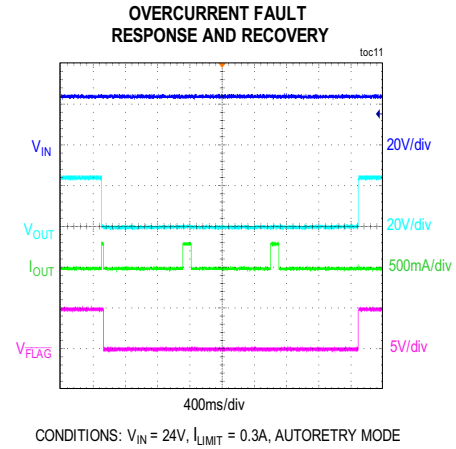 OVERCURRENT FAULT
RESPONSE AND RECOVERY
toc11
VIN
20V/div
VOUT
20V/div
IOUT
500mA/div
VFLAG
5V/div
400ms/div
CONDITIONS: VIN = 24V, ILIMIT = 0.3A, AUTORETRY MODE